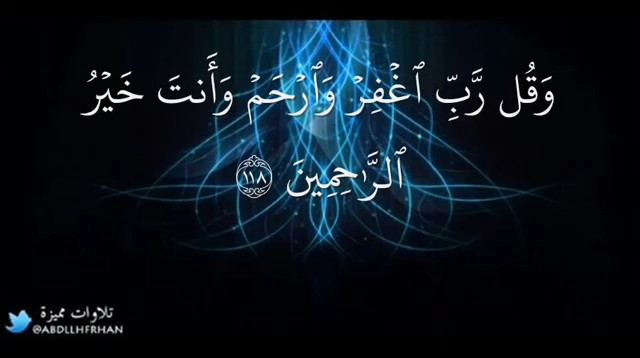 وَقُل رَّبِّ ٱغۡفِرۡ وَٱرۡحَمۡ وَأَنتَ خَيۡرُ
ٱلرَّٰحِمِينَ ١١٨
تلاوات مميزة
@ABDLLHFRHAN